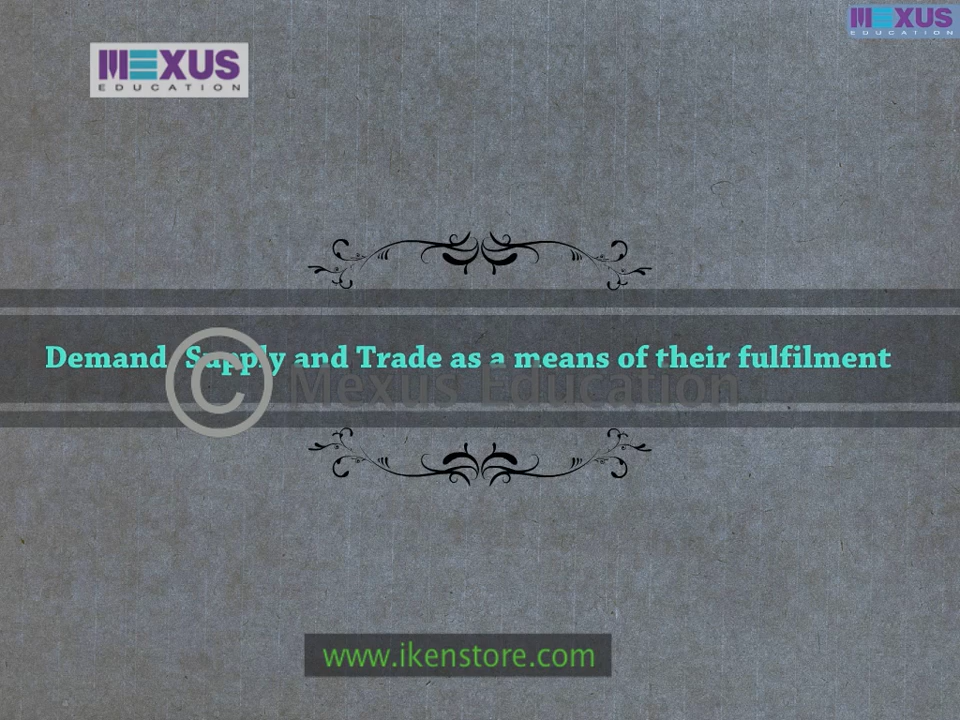 MEXUS
EDUCATION
MEXUS
EDUCATION
Demand, Supply and Trade as a means of their fulfilment
© Mexus Education
www.ikenstore.com